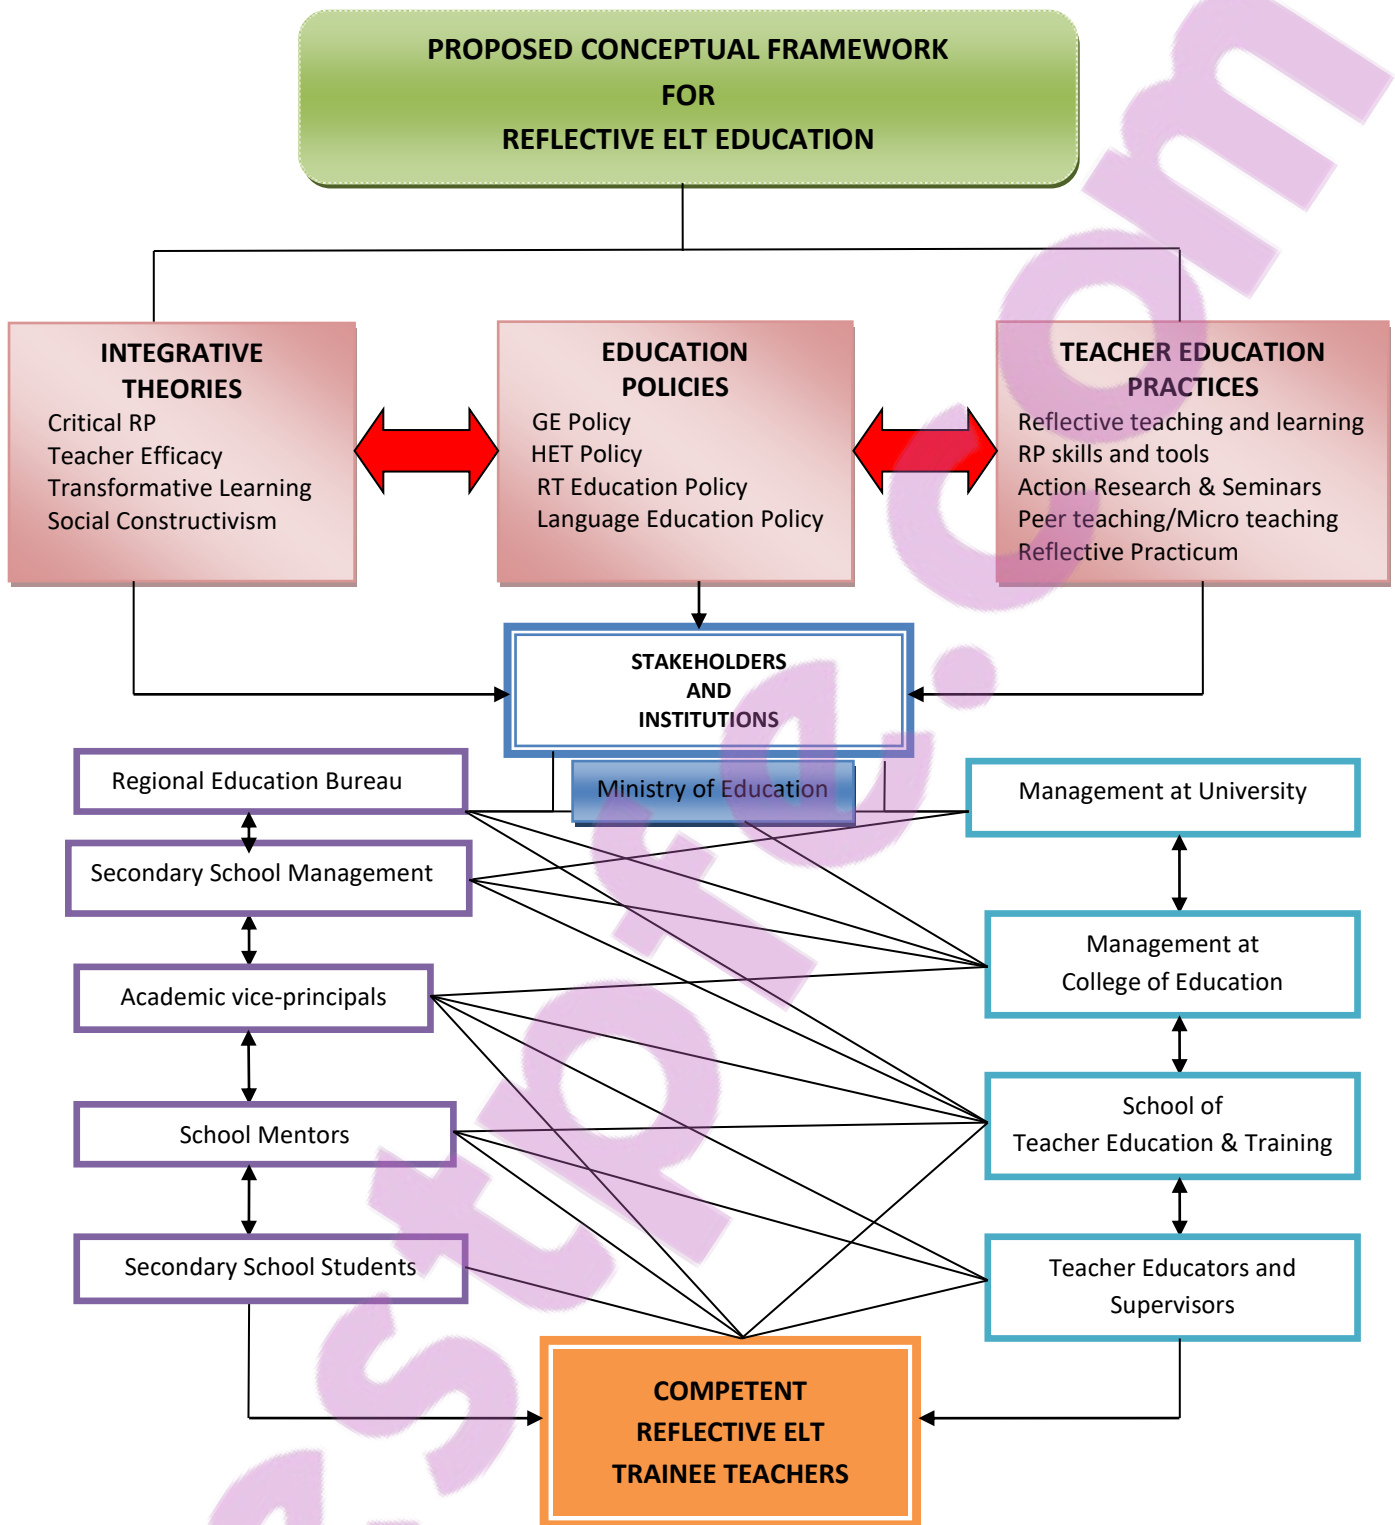 PROPOSED CONCEPTUAL FRAMEWORK
FOR
REFLECTIVE ELT EDUCATION
INTEGRATIVE
THEORIES
Critical RP
Teacher Efficacy
Transformative Learning
Social Constructivism
EDUCATION
POLICIES
GE Policy
HET Policy
RT Education Policy
Language Education Policy
TEACHER EDUCATION
PRACTICES
Reflective teaching and learning
RP skills and tools
Action Research & Seminars
Peer teaching/Micro teaching
Reflective Practicum
STAKEHOLDERS
AND
INSTITUTIONS
Ministry of Education
Regional Education Bureau
Secondary School Management
Academic vice-principals
School Mentors
Secondary School Students
Management at University
Management at
College of Education
School of
Teacher Education & Training
Teacher Educators and
Supervisors
COMPETENT
REFLECTIVE ELT
TRAINEE TEACHERS
estpfe.com